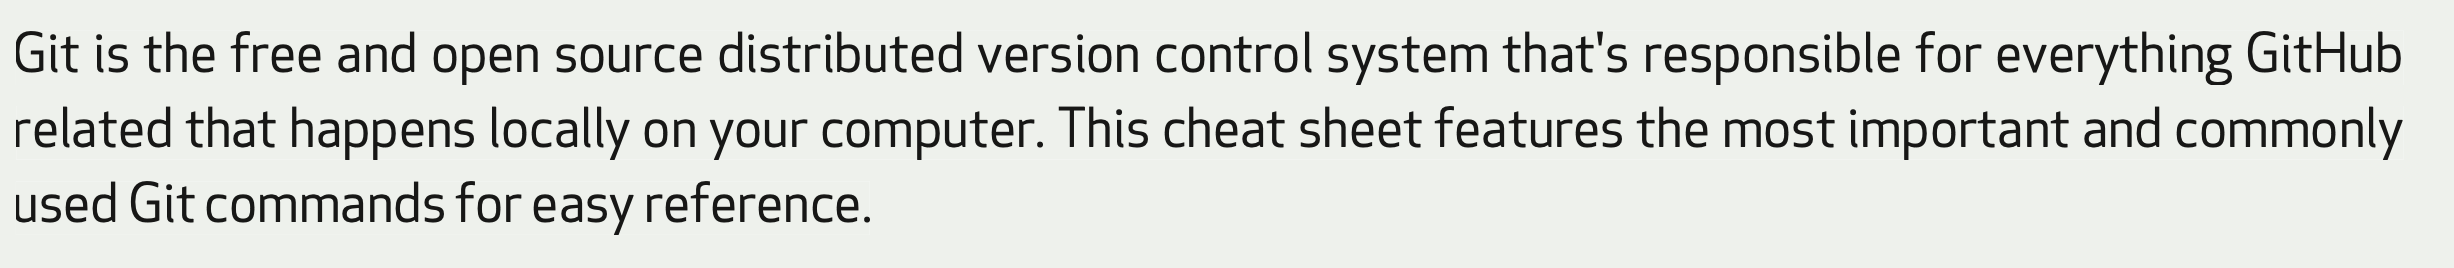 Git is the free and open source distributed version control system that's responsible for everything GitHub
related that happens locally on your computer. This cheat sheet features the most important and commonly
used Git commands for easy reference.